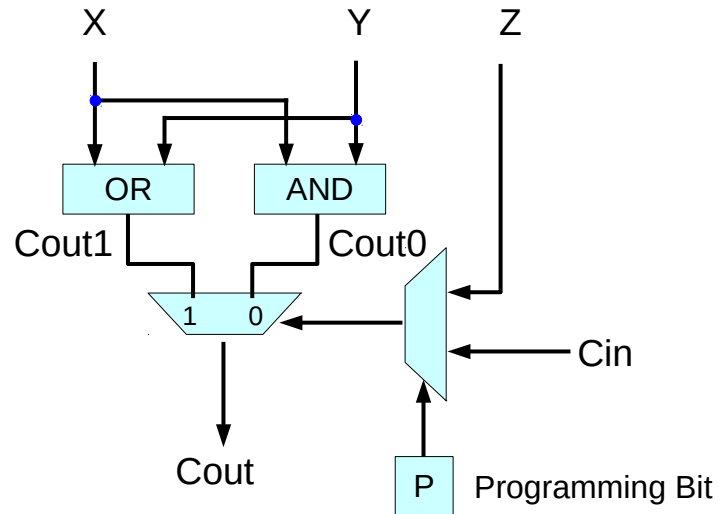 X Y Z
OR AND
Cout1 Cout0
1 0
Cin
Cout
P Programming Bit